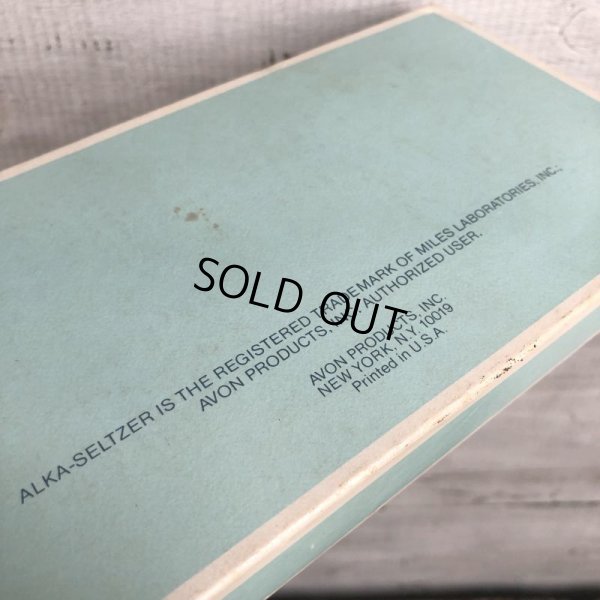 ALKA-SELTZER IS THE REGISTERED TRADEMARK OF MILES LABORATORIES, INC.;
AVON PRODUCTS, INC. AUTHORIZED USER.
SOLD OUT
AVON PRODUCTS, INC.
NEW YORK, N.Y. 10019
Printed in U.S.A.